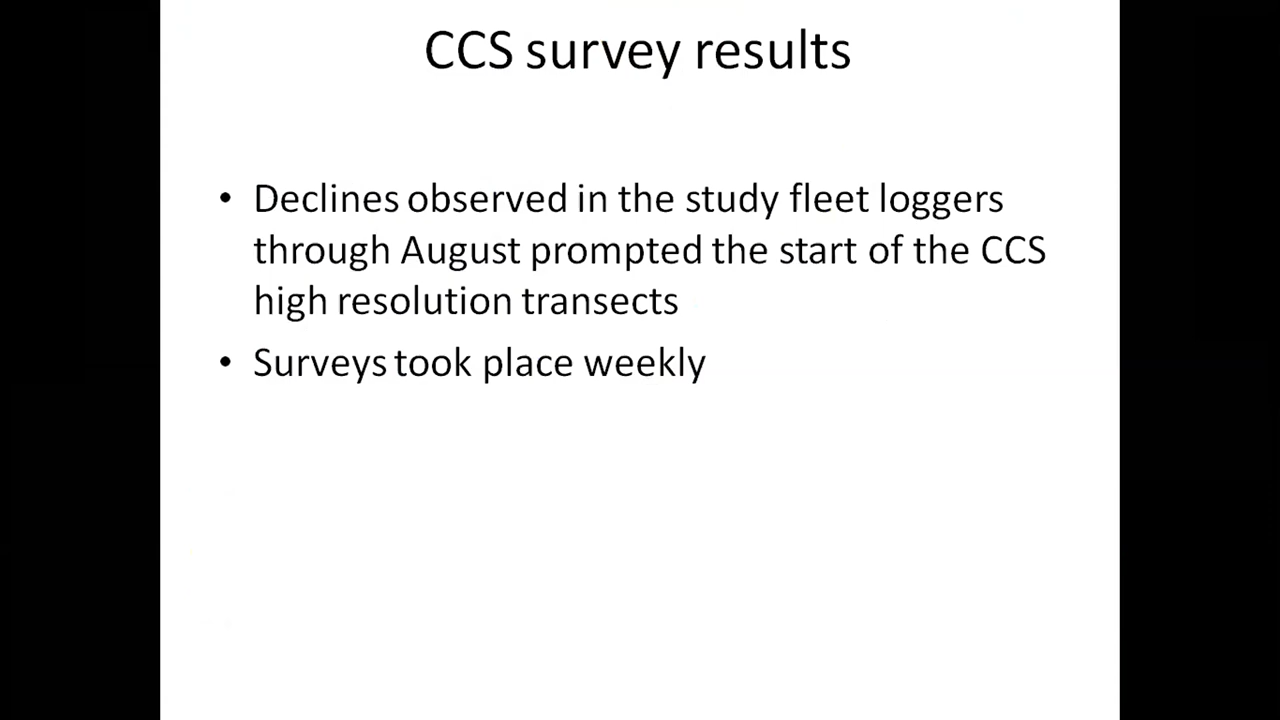 CCS survey results
• Declines observed in the study fleet loggers
through August prompted the start of the CCS
high resolution transects
• Surveys took place weekly